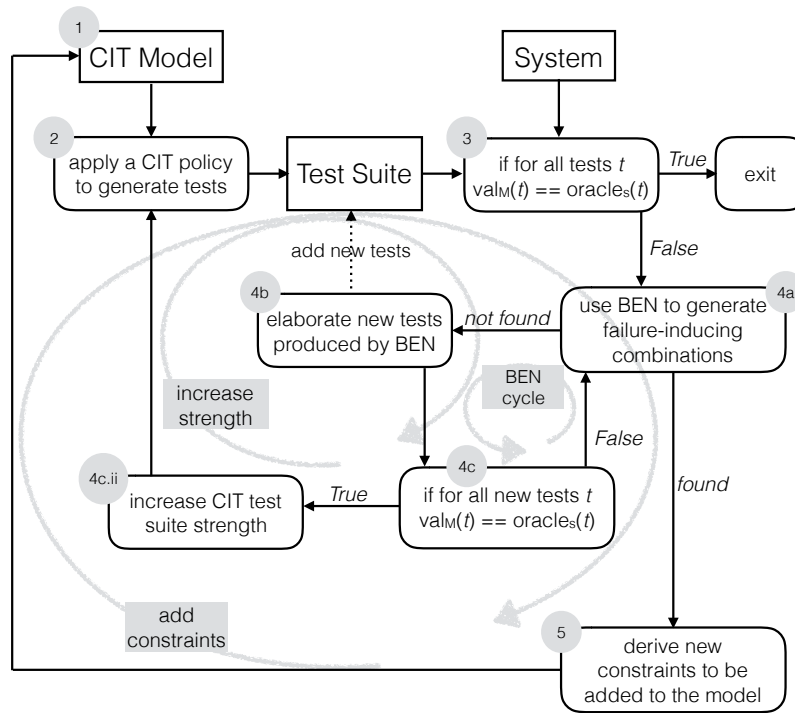 1
CIT Model
System
2
apply a CIT policy
to generate tests
Test Suite
3
if for all tests t
valM(t) == oracles(t)
True
exit
False
add new tests
4b
elaborate new tests
produced by BEN
not found
4a
use BEN to generate
failure-inducing
combinations
increase
strength
BEN
cycle
False
4c.ii
increase CIT test
suite strength
True
4c
if for all new tests t
valM(t) == oracles(t)
found
add
constraints
5
derive new
constraints to be
added to the model